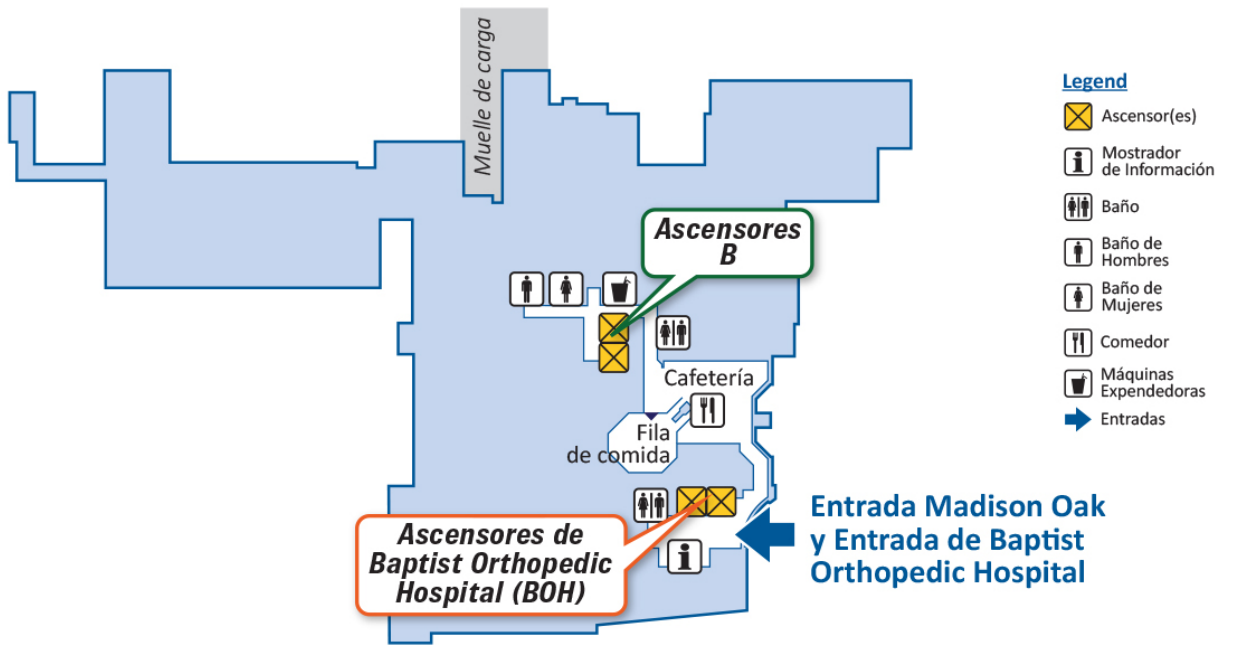 Muelle de carga
Legend
Ascensor(es)
Mostrador
de Información
Baño
Baño de
Hombres
Baño de
Mujeres
Comedor
Máquinas
Expendedoras
Entradas
Ascensores
B
Cafetería
Fila
de comida
Ascensores de
Baptist Orthopedic
Hospital (BOH)
Entrada Madison Oak
y Entrada de Baptist
Orthopedic Hospital